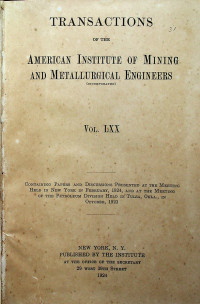 TRANSACTIONS
OF THE
AMERICAN INSTITUTE OF MINING
AND METALLURGICAL ENGINEERS
(INCORPORATED)
VOL. LXX
CONTAINING PAPERS AND DISCUSSIONS PRESENTED AT THE MEETING
HELD IN NEW YORK IN FEBRUARY, 1924, AND AT THE MEETING
OF THE PETROLEUM DIVISION HELD IN TULSA, OKLA., IN
OCTOBER, 1923
NEW YORK, N. Y.
PUBLISHED BY THE INSTITUTE
AT THE OFFICE OF THE SECRETARY
29 WEST 39TH STREET
1924